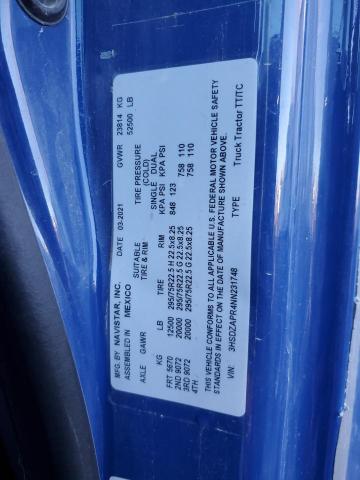 MFG. BY NAVISTAR, INC. DATE 03-2021 GVWR 23814 KG
ASSEMBLED IN MEXICO 52500 LB
SUITABLE TIRE PRESSURE
TIRE & RIM: (COLD)
AXLE GAWR SINGLE DUAL
KG LB TIRE RIM KPA PSI KPA PSI
FRT 5670 12500 295/75R22.5 H 22.5x8.25 848 123
2ND 9072 20000 295/75R22.5 G 22.5x8.25 758 110
3RD 9072 20000 295/75R22.5 G 22.5x8.25 758 110
4TH
THIS VEHICLE CONFORMS TO ALL APPLICABLE U.S. FEDERAL MOTOR VEHICLE SAFETY
STANDARDS IN EFFECT ON THE DATE OF MANUFACTURE SHOWN ABOVE.
VIN: 3HSDZAPR4NN231748 TYPE Truck Tractor TT/TC